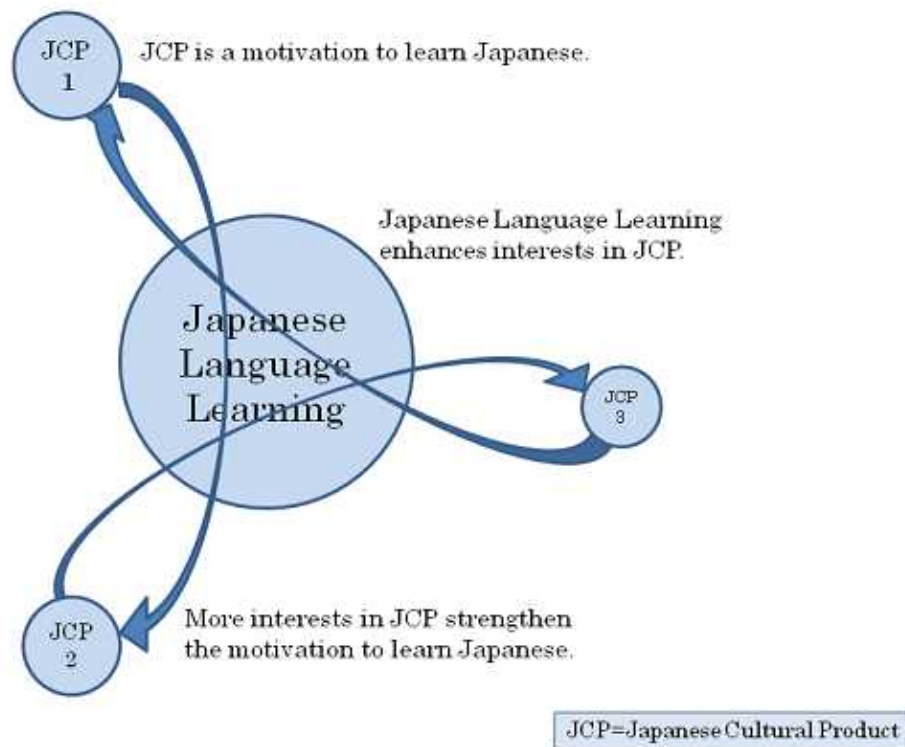 JCP
1
JCP is a motivation to learn Japanese.
Japanese Language Learning
enhances interests in JCP.
Japanese
Language
Learning
JCP
3
JCP
2
More interests in JCP strengthen
the motivation to learn Japanese.
JCP=Japanese Cultural Product